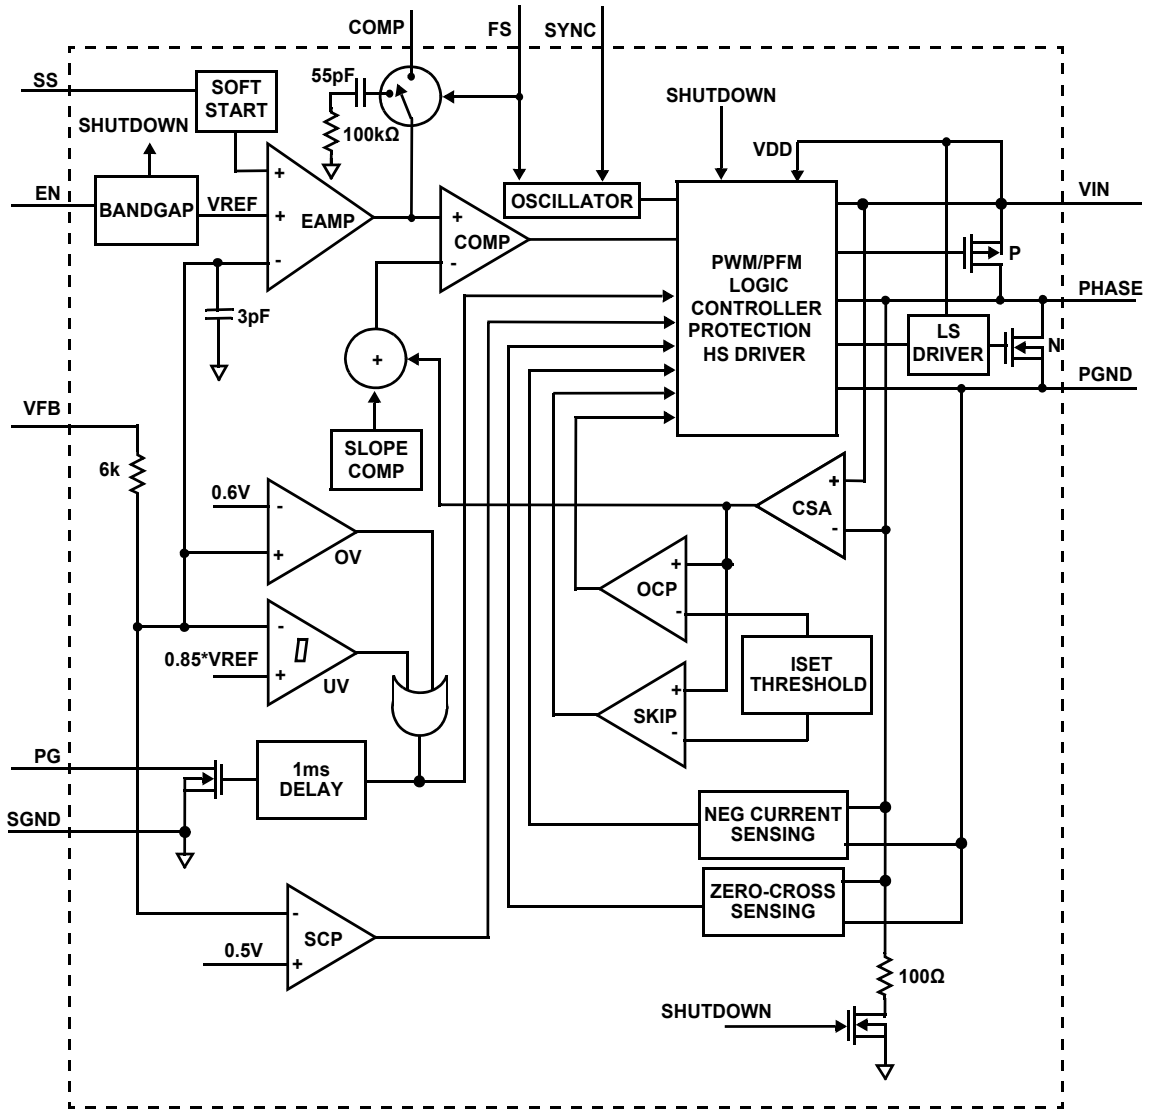 COMP
FS
SYNC
SS
SOFT
START
55pF
100kΩ
SHUTDOWN
SHUTDOWN
VDD
EN
BANDGAP
VREF
+
+
-
EAMP
+
-
COMP
OSCILLATOR
PWM/PFM
LOGIC
CONTROLLER
PROTECTION
HS DRIVER
VIN
P
PHASE
LS
DRIVER
N
PGND
3pF
+
VFB
6k
SLOPE
COMP
0.6V
-
+
OV
+
-
CSA
+
-
OCP
0.85*VREF
-
+
UV
ISET
THRESHOLD
+
-
SKIP
PG
1ms
DELAY
SGND
NEG CURRENT
SENSING
ZERO-CROSS
SENSING
0.5V
-
+
SCP
100Ω
SHUTDOWN